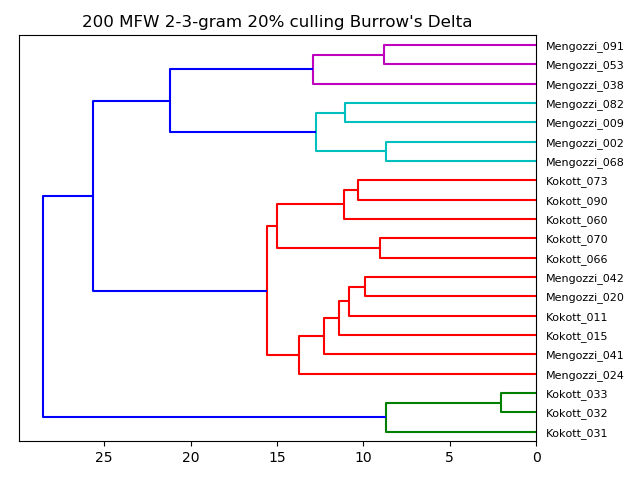 200 MFW 2-3-gram 20% culling Burrow's Delta
Mengozzi_091
Mengozzi_053
Mengozzi_038
Mengozzi_082
Mengozzi_009
Mengozzi_002
Mengozzi_068
Kokott_073
Kokott_090
Kokott_060
Kokott_070
Kokott_066
Mengozzi_042
Mengozzi_020
Kokott_011
Kokott_015
Mengozzi_041
Mengozzi_024
Kokott_033
Kokott_032
Kokott_031
25 20 15 10 5 0